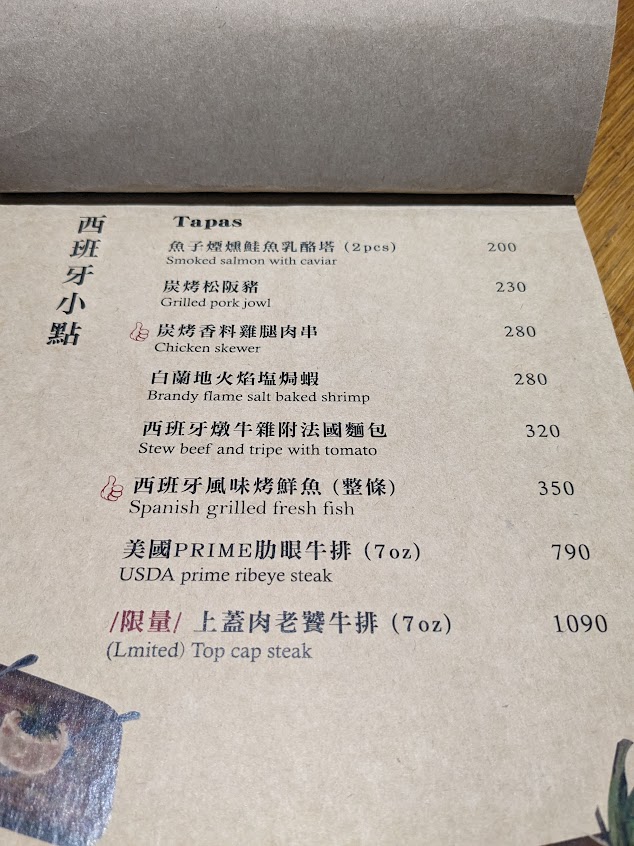 西班牙小點
Tapas
魚子煙燻鮭魚乳酪塔 (2pcs) 200
Smoked salmon with caviar
炭烤松阪豬 230
Grilled pork jowl
炭烤香料雞腿肉串 280
Chicken skewer
白蘭地火焰塩焗蝦 280
Brandy flame salt baked shrimp
西班牙燉牛雜附法國麵包 320
Stew beef and tripe with tomato
西班牙風味烤鮮魚 (整條) 350
Spanish grilled fresh fish
美國PRIME肋眼牛排 (7oz) 790
USDA prime ribeye steak
/限量/ 上蓋肉老饕牛排 (7oz) 1090
(Lmited) Top cap steak